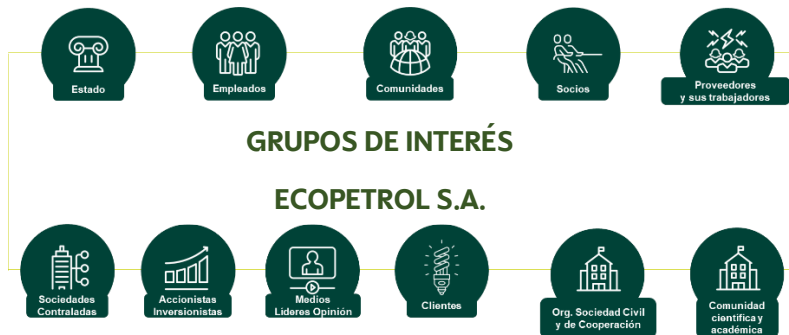 Estado
Empleados
Comunidades
Socios
Proveedores
y sus trabajadores
GRUPOS DE INTERÉS
ECOPETROL S.A.
Sociedades
Contraladas
Accionistas
Inversionistas
Medios
Lideres Opinión
Clientes
Org. Sociedad Civil
y de Cooperación
Comunidad
cientifica y
académica